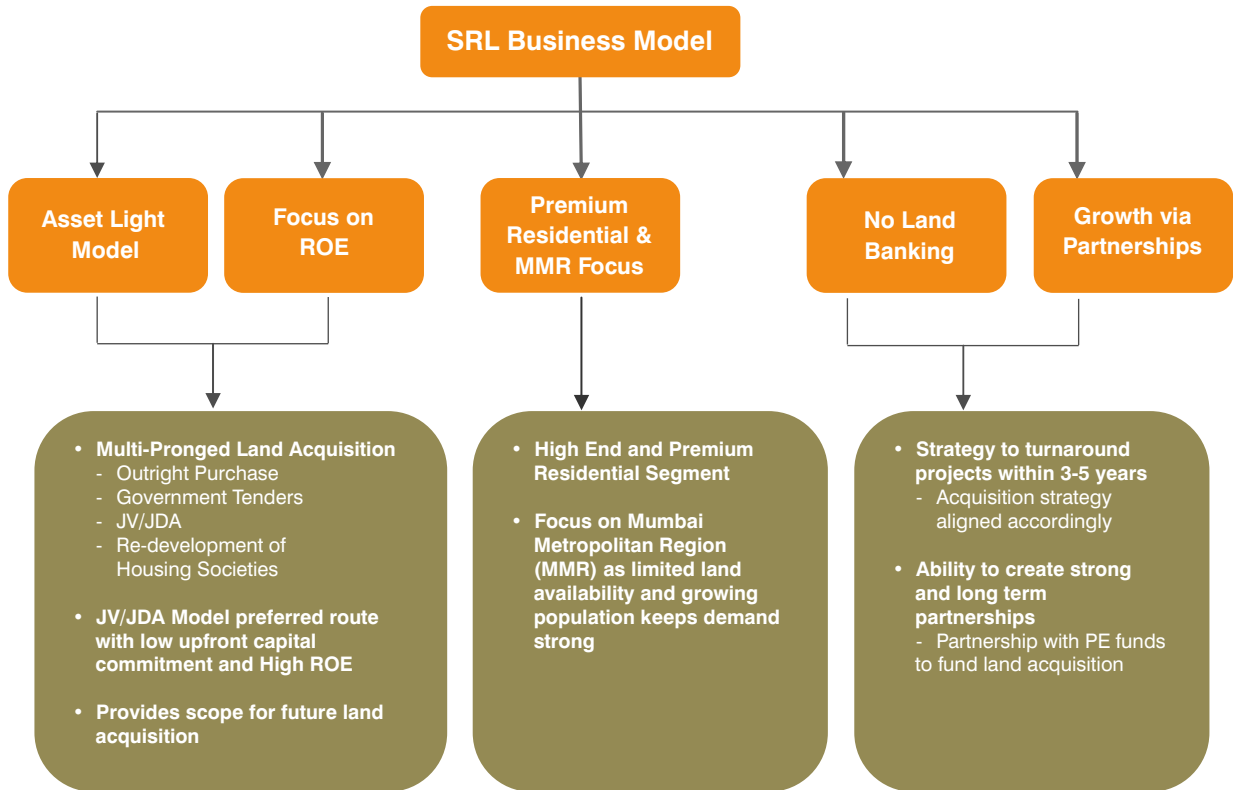 SRL Business Model
Asset Light
Model
Focus on
ROE
Premium
Residential &
MMR Focus
No Land
Banking
Growth via
Partnerships
• Multi-Pronged Land Acquisition
- Outright Purchase
- Government Tenders
- JV/JDA
- Re-development of
Housing Societies
• JV/JDA Model preferred route
with low upfront capital
commitment and High ROE
• Provides scope for future land
acquisition
• High End and Premium
Residential Segment
• Focus on Mumbai
Metropolitan Region
(MMR) as limited land
availability and growing
population keeps demand
strong
• Strategy to turnaround
projects within 3-5 years
- Acquisition strategy
aligned accordingly
• Ability to create strong
and long term
partnerships
- Partnership with PE funds
to fund land acquisition